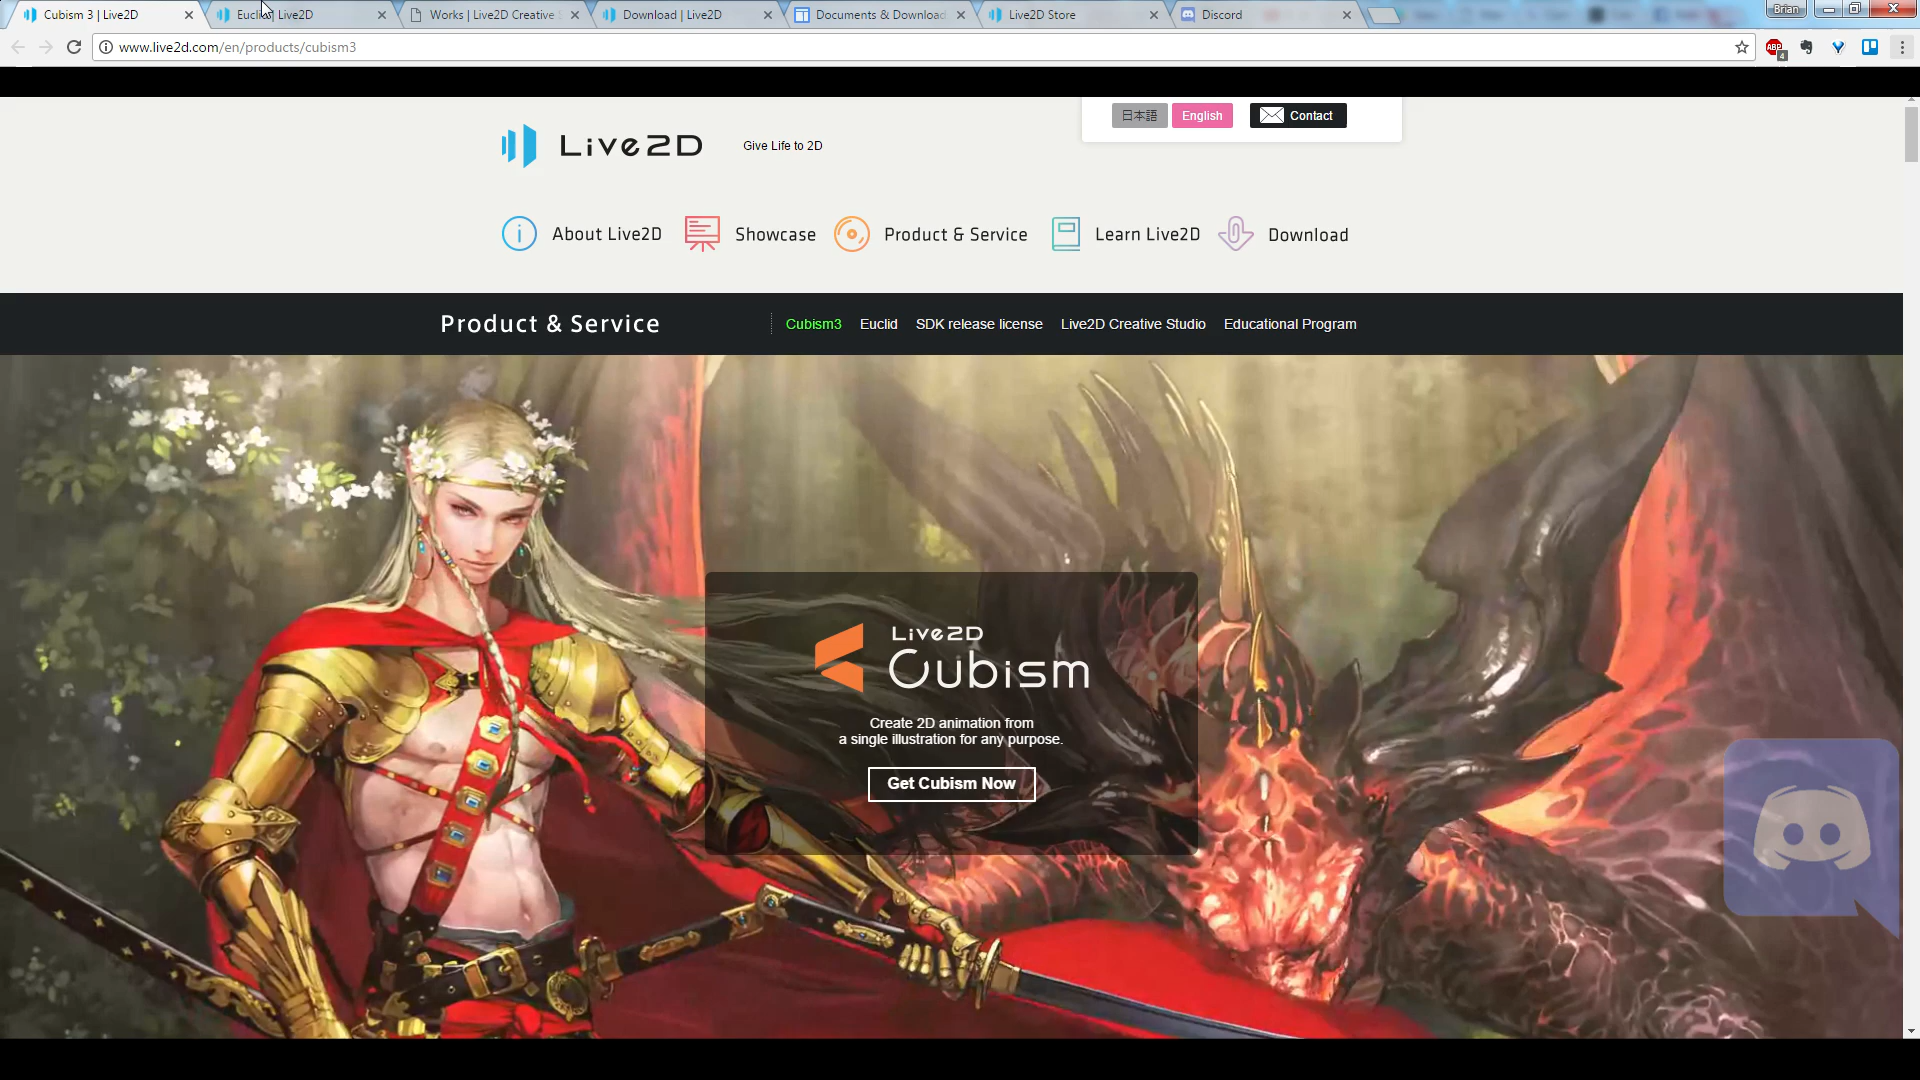 Cubism 3 | Live2D
Live2D
Works | Live2D Creative
Download | Live2D
Documents & Download
Live2D Store
Discord
Brian
www.live2d.com/en/products/cubism3
ABP
4
日本語
English
Contact
Live2D
Give Life to 2D
About Live2D
Showcase
Product & Service
Learn Live2D
Download
Product & Service
Cubism3
Euclid
SDK release license
Live2D Creative Studio
Educational Program
Live2D
Cubism
Create 2D animation from
a single illustration for any purpose.
Get Cubism Now